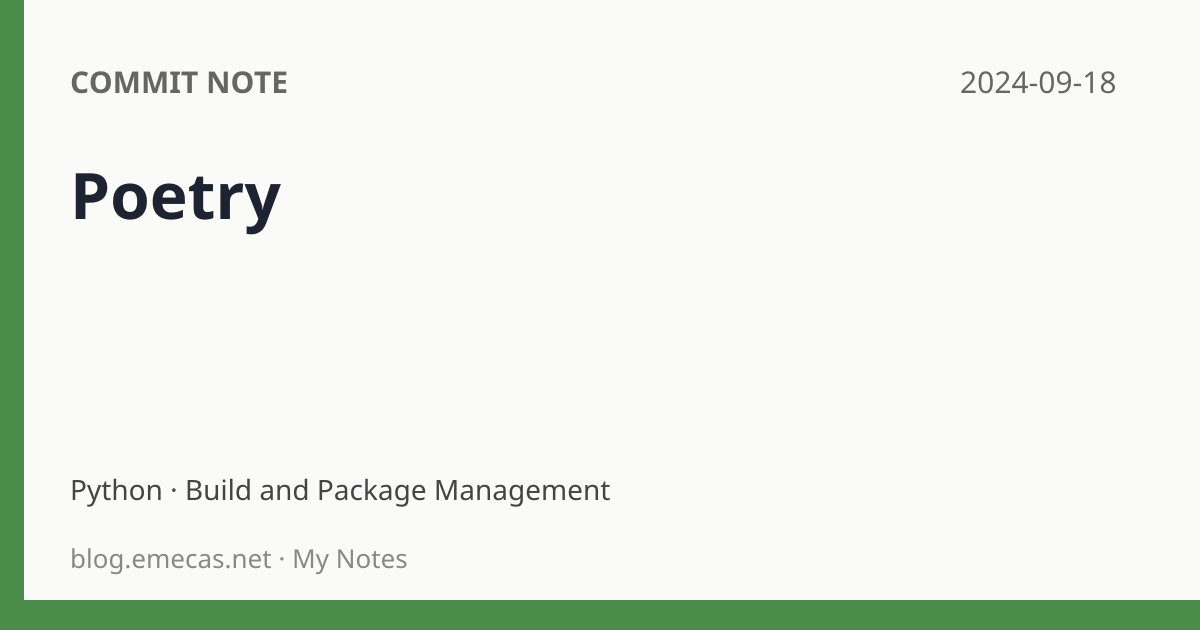 COMMIT NOTE
2024-09-18
Poetry
Python · Build and Package Management
blog.emecas.net · My Notes